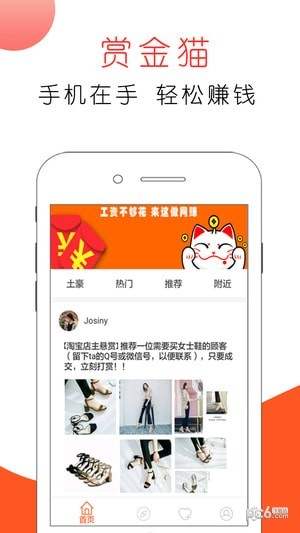 赏金猫
手机在手 轻松赚钱
工资不够花 来这做网赚
土豪 热门 推荐 附近
Josiny
【淘宝店主悬赏】推荐一位需要买女士鞋的顾客
（留下ta的Q号或微信号，以便联系），只要成
交，立刻打赏！！
首页